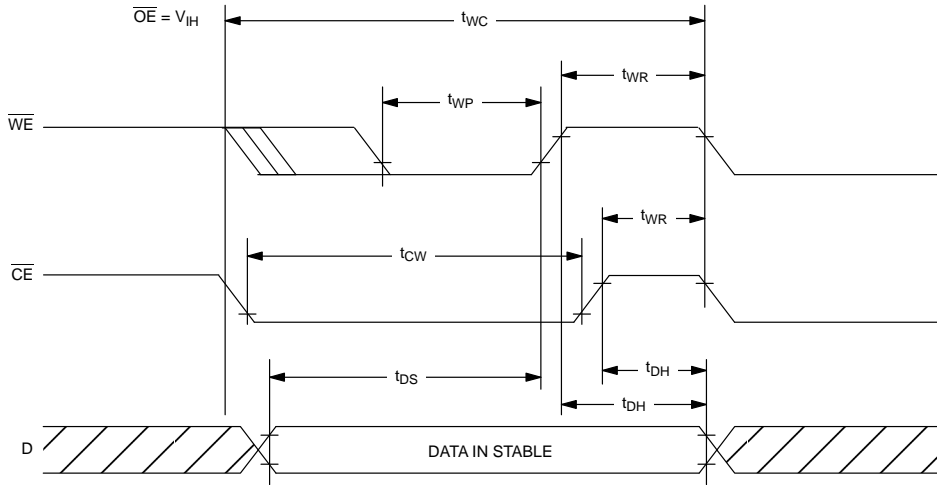 OE = VIH
tWC
tWR
tWP
WE
tWR
tCW
CE
tDH
tDS
tDH
D
DATA IN STABLE